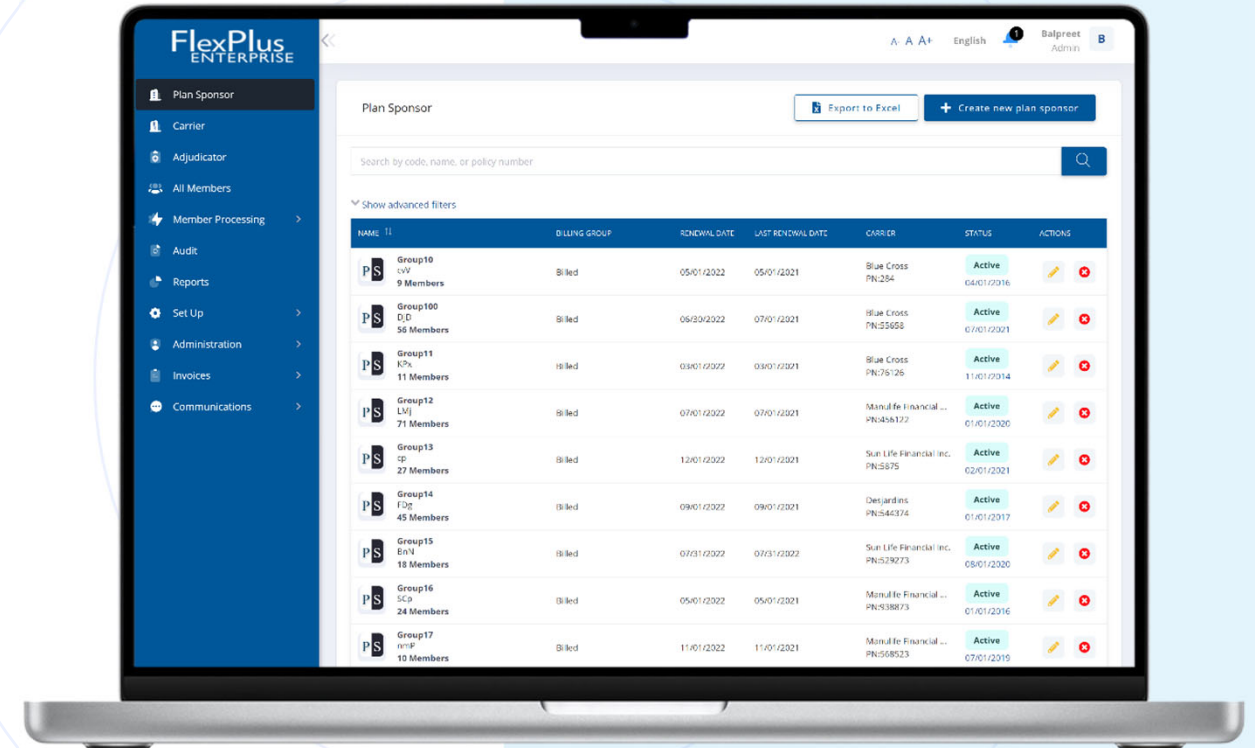 FlexPlus
ENTERPRISE
A- A A+ English 1 Balpreet B
Admin
Plan Sponsor
Carrier
Adjudicator
All Members
Member Processing
Audit
Reports
Set Up
Administration
Invoices
Communications
Plan Sponsor Export to Excel + Create new plan sponsor
Search by code, name, or policy number
Show advanced filters
NAME BILLING GROUP RENEWAL DATE LAST RENEWAL DATE CARRIER STATUS ACTIONS
PS Group10
cvV
9 Members
Billed 05/01/2022 05/01/2021
Blue Cross
PN:284
Active
04/01/2016
PS Group100
DjD
56 Members
Billed 06/30/2022 07/01/2021
Blue Cross
PN:55658
Active
07/01/2021
PS Group11
KPx
11 Members
Billed 03/01/2022 03/01/2021
Blue Cross
PN:76126
Active
11/01/2014
PS Group12
LMj
71 Members
Billed 07/01/2022 07/01/2021
Manulife Financial ...
PN:456122
Active
01/01/2020
PS Group13
cp
27 Members
Billed 12/01/2022 12/01/2021
Sun Life Financial Inc.
PN:5875
Active
02/01/2021
PS Group14
FDg
45 Members
Billed 09/01/2022 09/01/2021
Desjardins
PN:544374
Active
01/01/2017
PS Group15
BnN
18 Members
Billed 07/31/2022 07/31/2022
Sun Life Financial Inc.
PN:529273
Active
08/01/2020
PS Group16
SCp
24 Members
Billed 05/01/2022 05/01/2021
Manulife Financial ...
PN:938873
Active
01/01/2016
PS Group17
nmP
10 Members
Billed 11/01/2022 11/01/2021
Manulife Financial ...
PN:568523
Active
07/01/2019